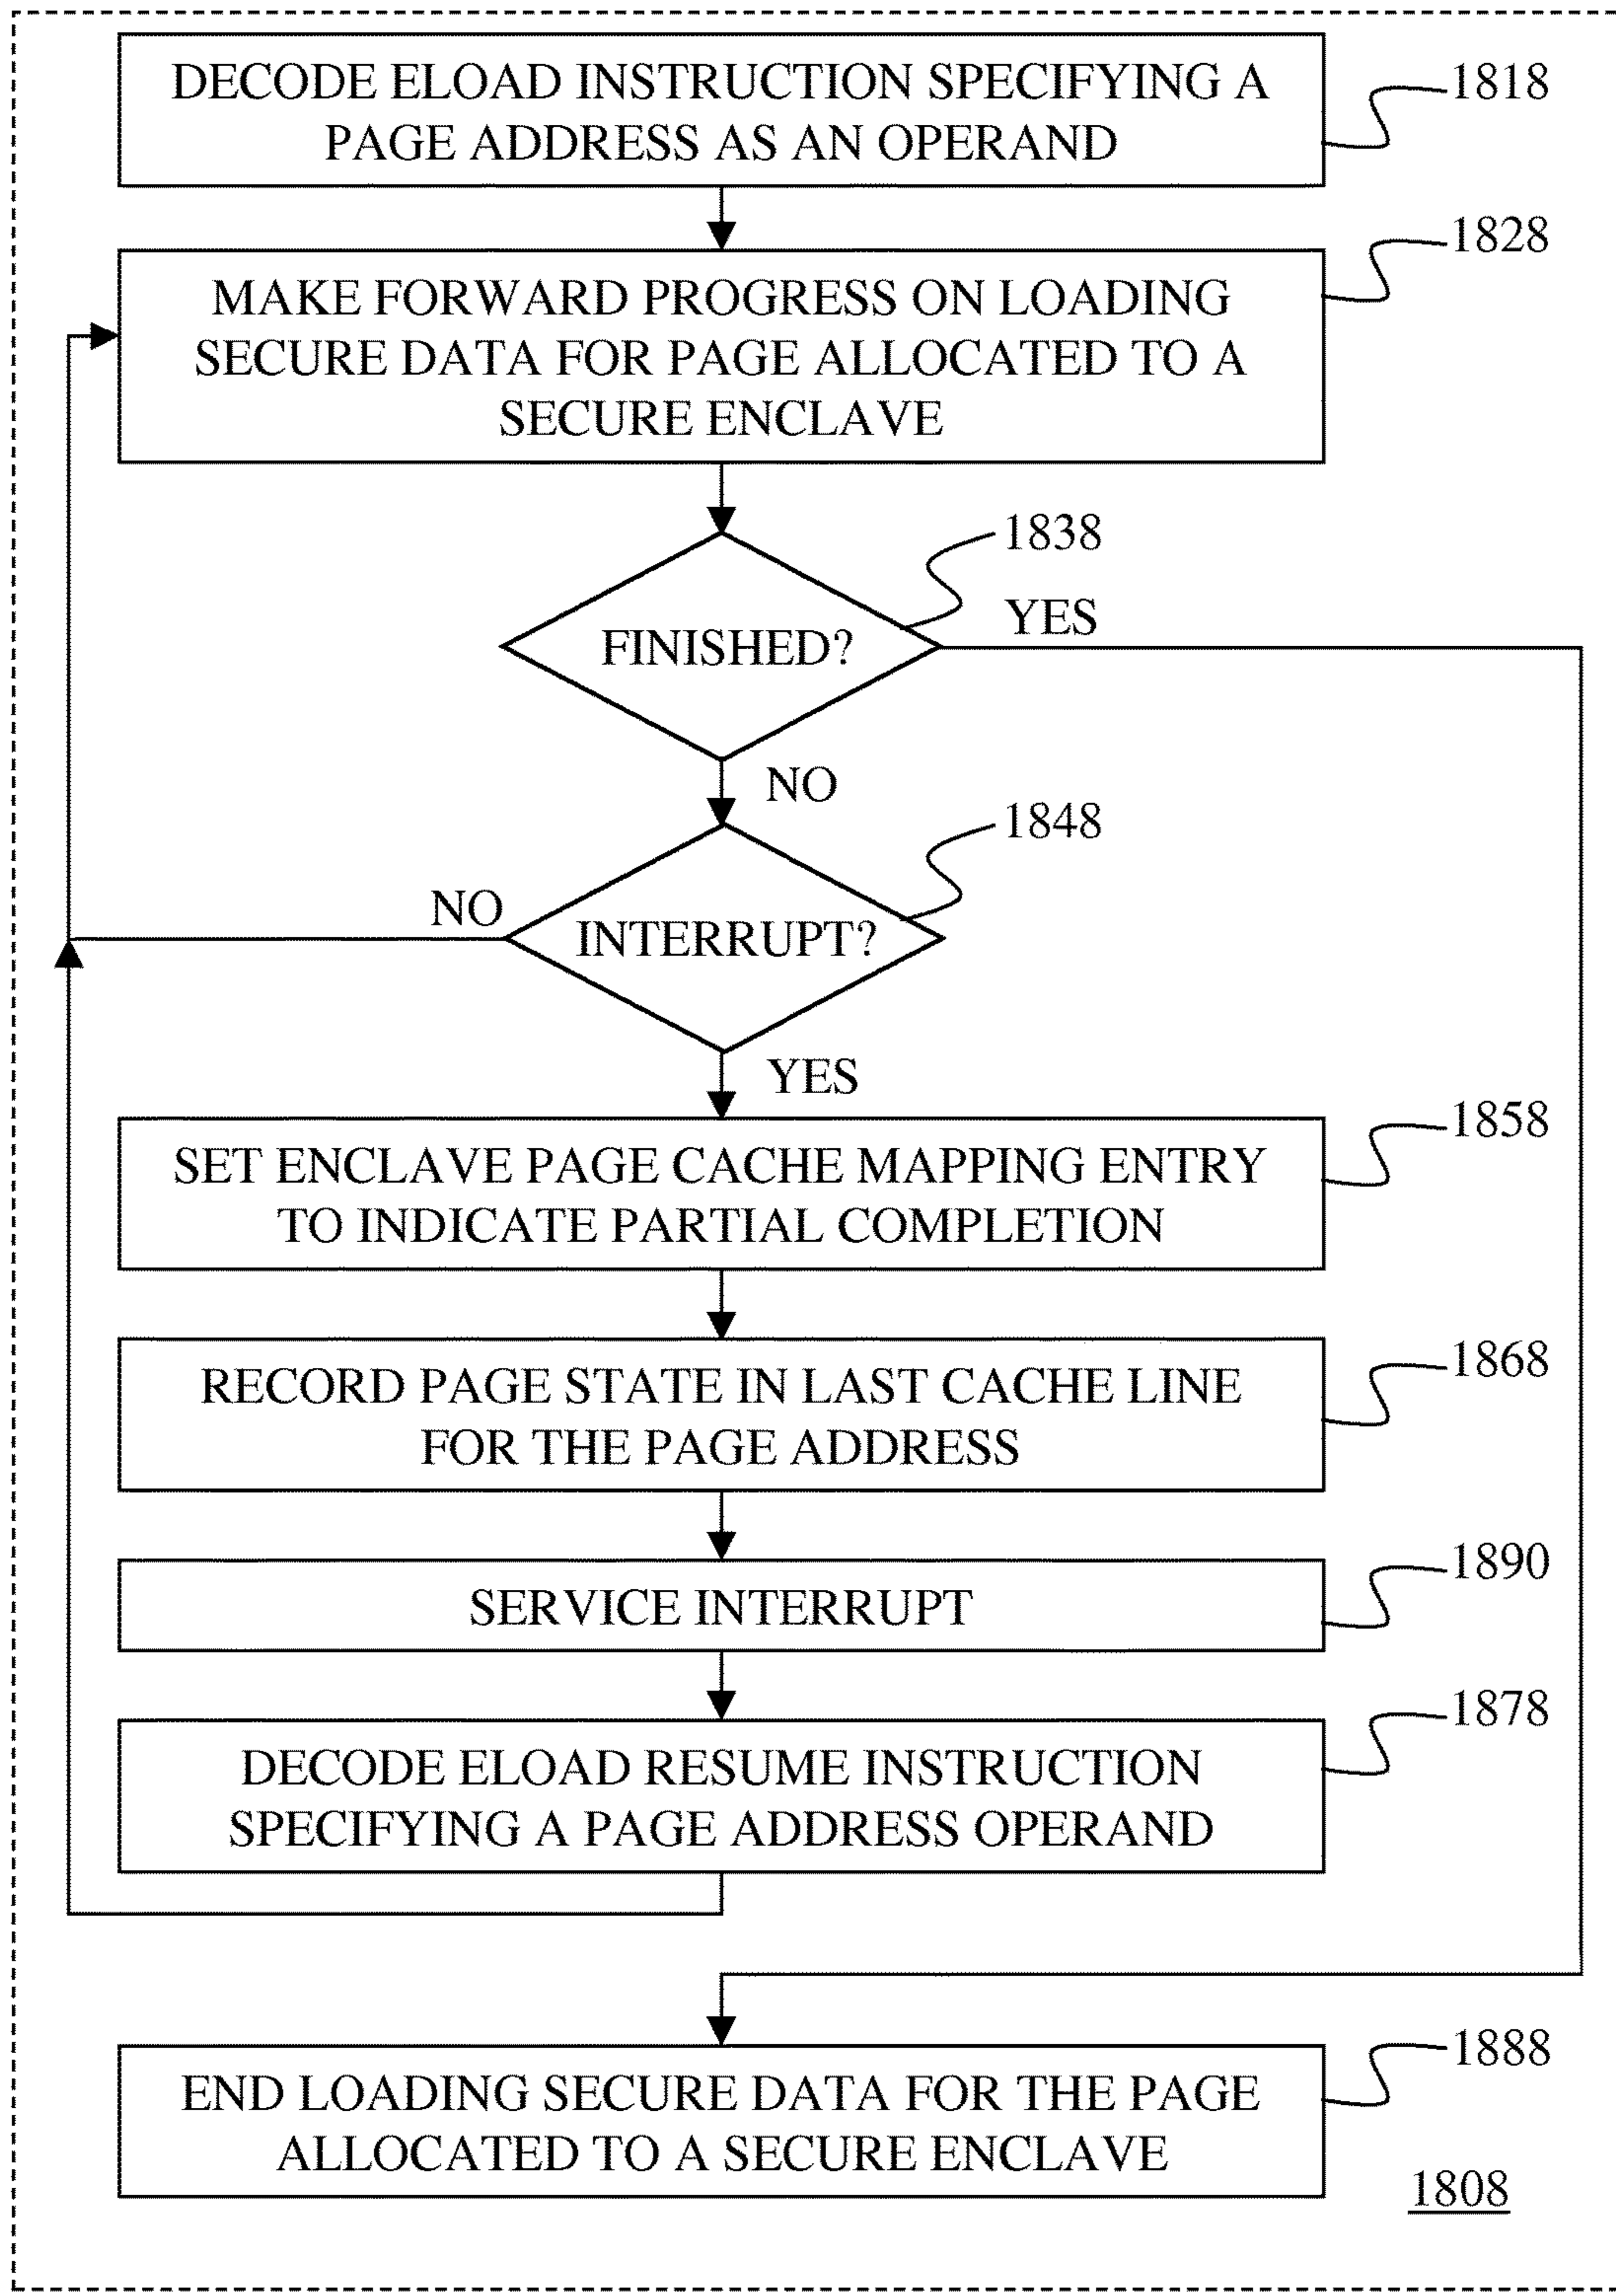 DECODE ELOAD INSTRUCTION SPECIFYING A
PAGE ADDRESS AS AN OPERAND
1818
MAKE FORWARD PROGRESS ON LOADING
SECURE DATA FOR PAGE ALLOCATED TO A
SECURE ENCLAVE
1828
1838
FINISHED?
YES
NO
1848
NO
INTERRUPT?
YES
SET ENCLAVE PAGE CACHE MAPPING ENTRY
TO INDICATE PARTIAL COMPLETION
1858
RECORD PAGE STATE IN LAST CACHE LINE
FOR THE PAGE ADDRESS
1868
SERVICE INTERRUPT
1890
DECODE ELOAD RESUME INSTRUCTION
SPECIFYING A PAGE ADDRESS OPERAND
1878
END LOADING SECURE DATA FOR THE PAGE
ALLOCATED TO A SECURE ENCLAVE
1888
1808